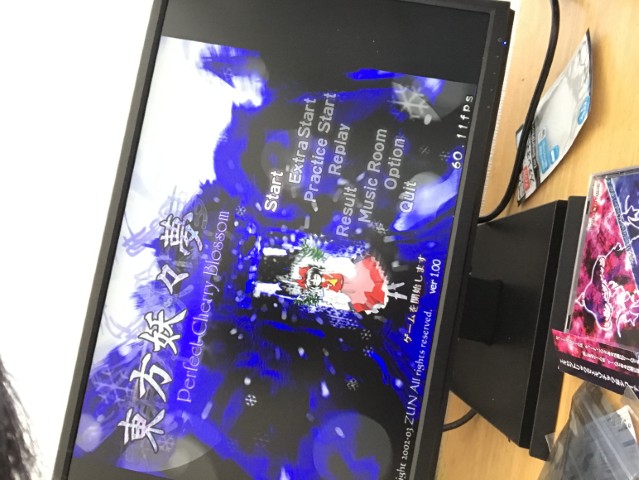 東方妖々夢
Perfect Cherry Blossom
Start
Extra Start
Practice Start
Replay
Result
Music Room
Option
Quit
ゲームを開始します
ight 2002-03 ZUN All rights reserved.
ver 1.00
60.11fps